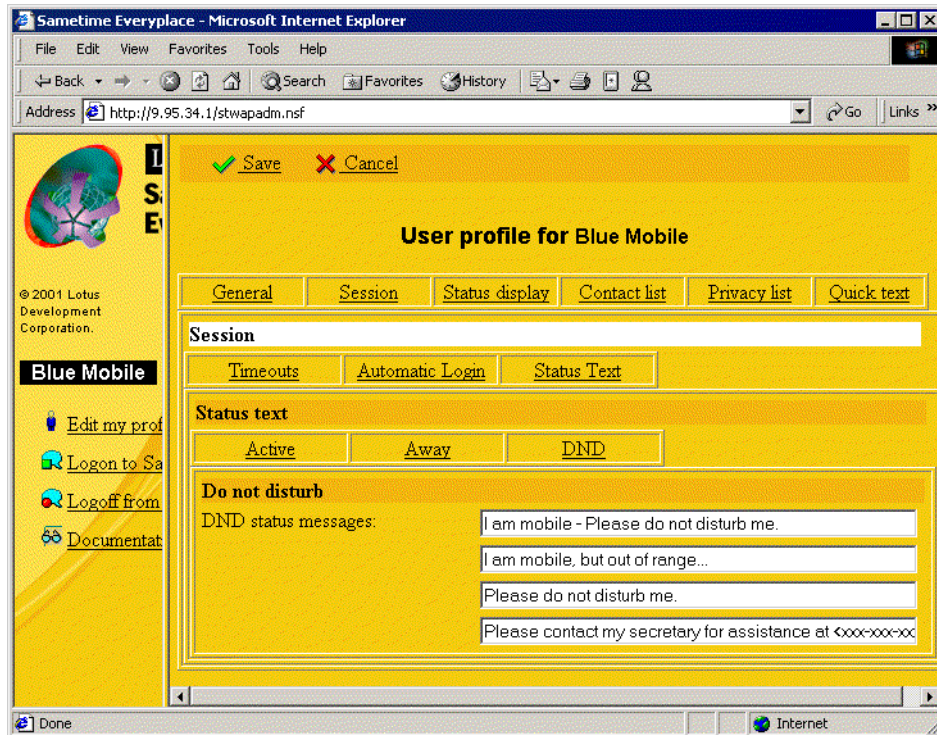 Sametime Everyplace - Microsoft Internet Explorer
File Edit View Favorites Tools Help
Back Search Favorites History
Address http://9.95.34.1/stwapadm.nsf Go Links »
Save Cancel
User profile for Blue Mobile
© 2001 Lotus
Development
Corporation.
Blue Mobile
Edit my prof
Logon to Sa
Logoff from
Documentat
General Session Status display Contact list Privacy list Quick text
Session
Timeouts Automatic Login Status Text
Status text
Active Away DND
Do not disturb
DND status messages: I am mobile - Please do not disturb me.
I am mobile, but out of range...
Please do not disturb me.
Please contact my secretary for assistance at <xxx-xxx-xx
Done Internet